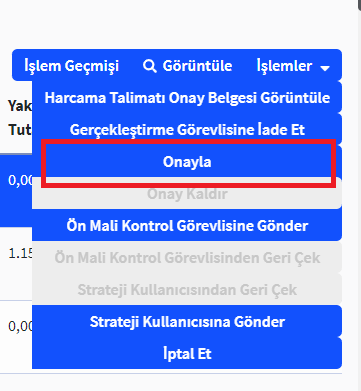 İşlem Geçmişi Görüntüle İşlemler
Harcama Talimatı Onay Belgesi Görüntüle
Gerçekleştirme Görevlisine İade Et
Onayla
Onay Kaldır
Ön Mali Kontrol Görevlisine Gönder
Ön Mali Kontrol Görevlisinden Geri Çek
Strateji Kullanıcısından Geri Çek
Strateji Kullanıcısına Gönder
İptal Et
Yak
Tut
0,00
1.15
0,00